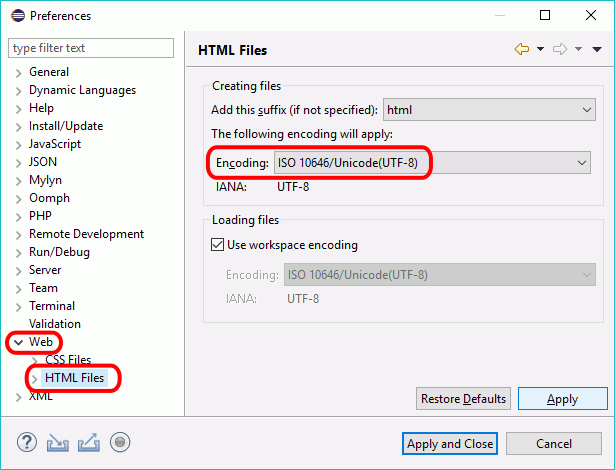 Preferences
type filter text
General
Dynamic Languages
Help
Install/Update
JavaScript
JSON
Mylyn
Oomph
PHP
Remote Development
Run/Debug
Server
Team
Terminal
Validation
Web
CSS Files
HTML Files
XML
HTML Files
Creating files
Add this suffix (if not specified): html
The following encoding will apply:
Encoding: ISO 10646/Unicode(UTF-8)
IANA: UTF-8
Loading files
Use workspace encoding
Encoding: ISO 10646/Unicode(UTF-8)
IANA: UTF-8
Restore Defaults Apply
? Apply and Close Cancel